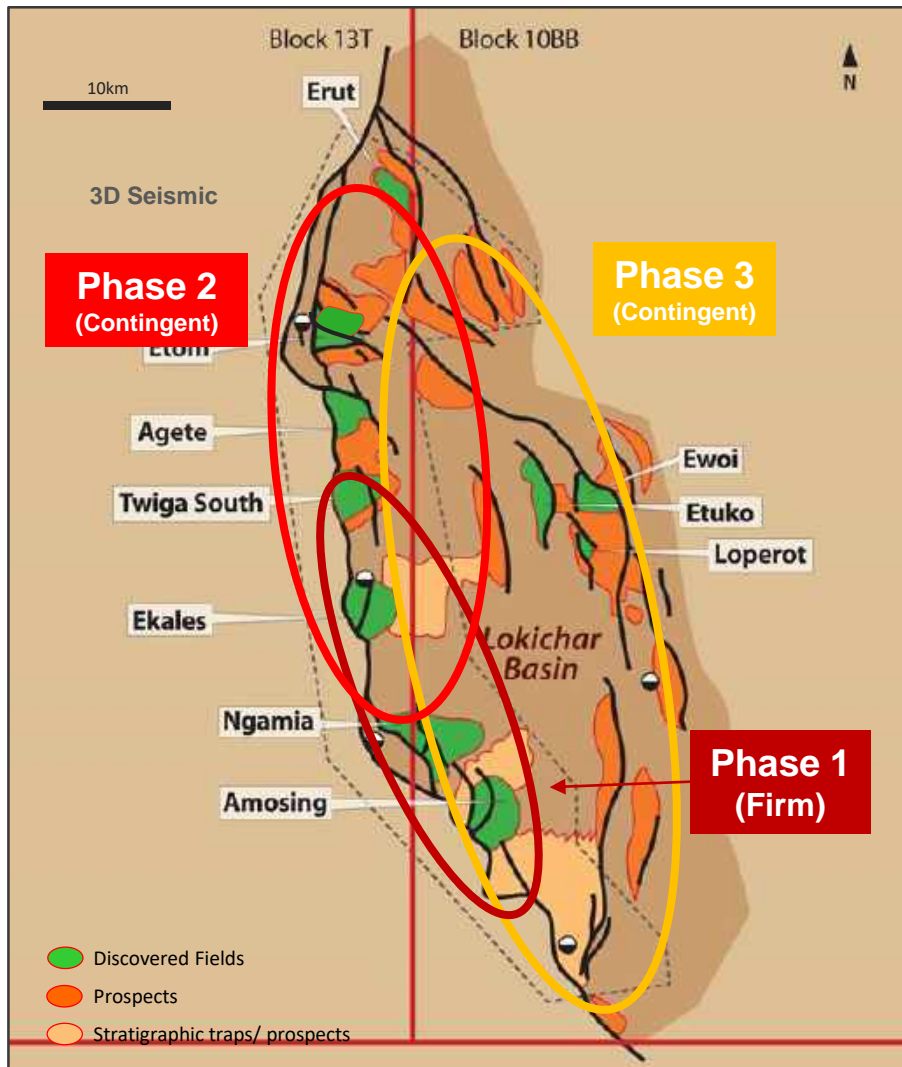 Block 13T
Block 10BB
10km
Erut
N
3D Seismic
Phase 2
(Contingent)
Phase 3
(Contingent)
Etom
Agete
Ewoi
Twiga South
Etuko
Loperot
Ekales
Lokichar
Basin
Ngamia
Phase 1
(Firm)
Amosing
Discovered Fields
Prospects
Stratigraphic traps/ prospects